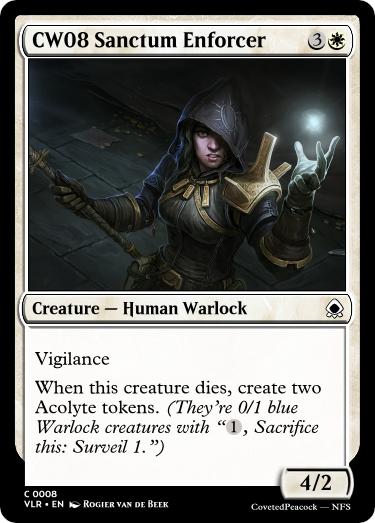 CW08 Sanctum Enforcer 3
Creature — Human Warlock
Vigilance
When this creature dies, create two
Acolyte tokens. (They're 0/1 blue
Warlock creatures with “1, Sacrifice
this: Surveil 1.”)
4/2
C 0008
VLR • EN Rogier van de Beek
CovetedPeacock — NFS